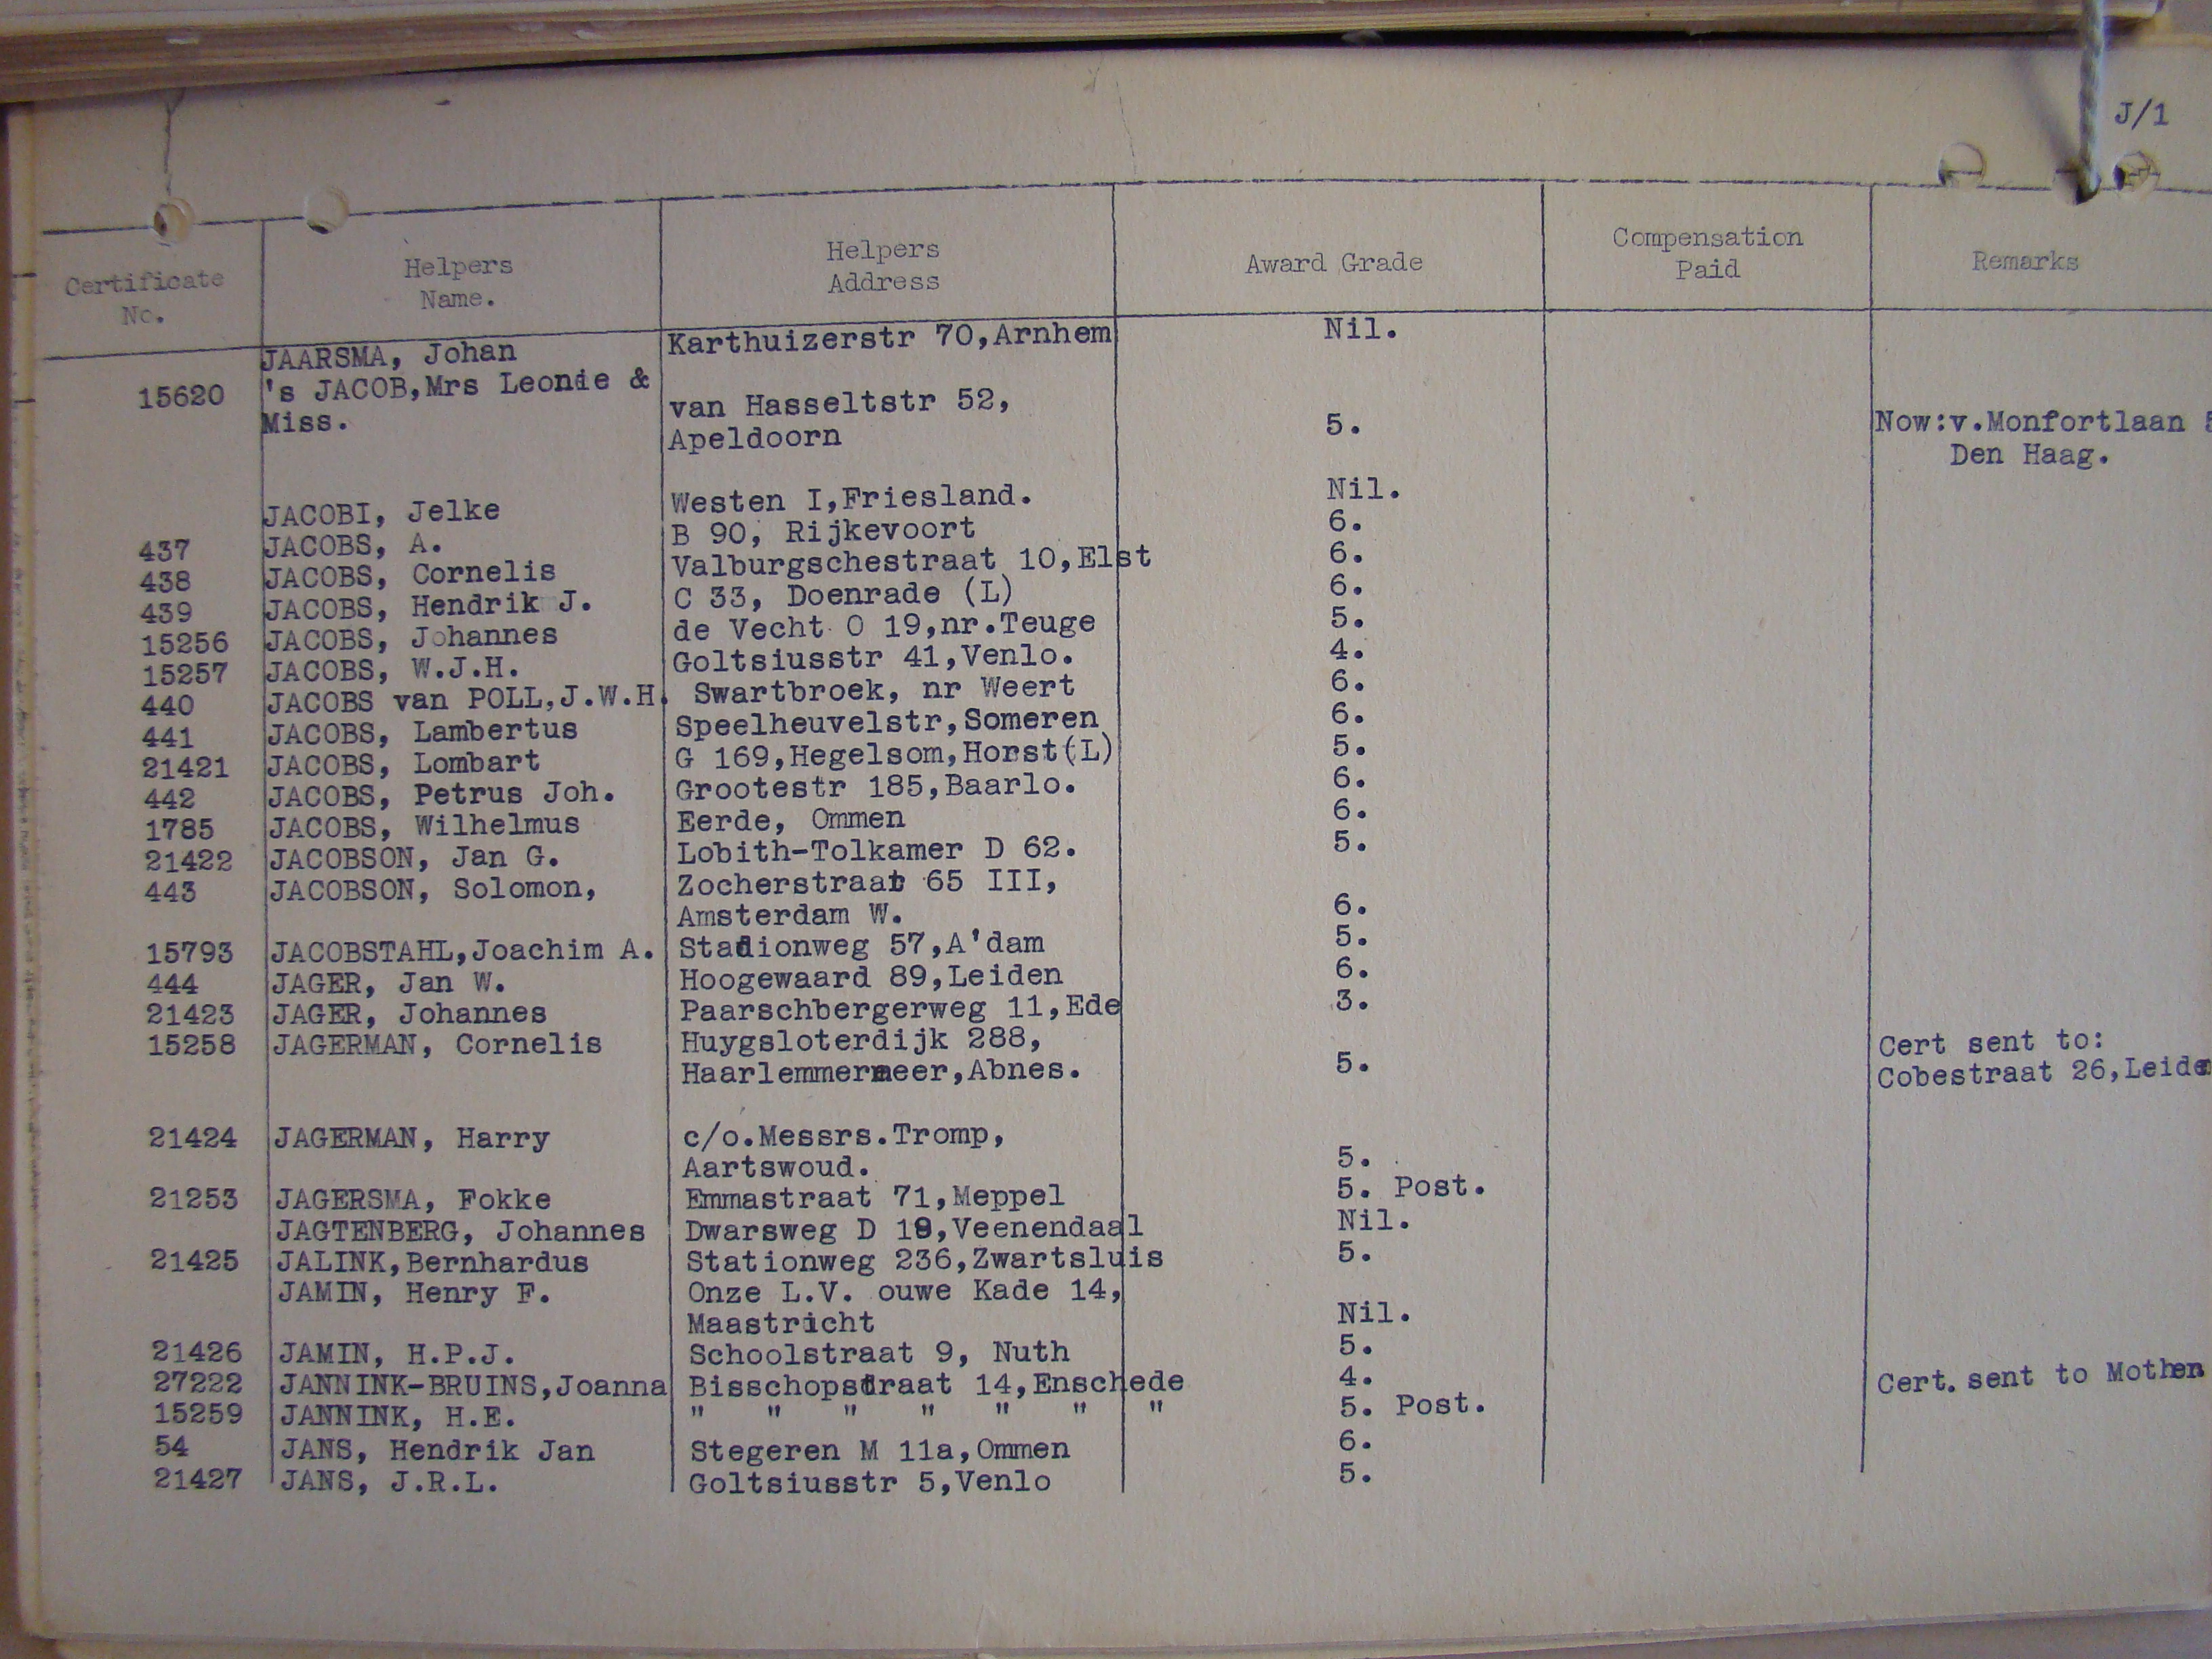 J/1
Certificate No. Helpers Name. Helpers Address Award Grade Compensation Paid Remarks
JAARSMA, Johan Karthuizerstr 70,Arnhem Nil.
15620 's JACOB,Mrs Leonie & van Hasseltstr 52,
Miss. Apeldoorn 5. Now:v.Monfortlaan
Den Haag.
JACOBI, Jelke Westen I,Friesland. Nil.
437 JACOBS, A. B 90, Rijkevoort 6.
438 JACOBS, Cornelis Valburgschestraat 10,Elst 6.
439 JACOBS, Hendrik J. C 33, Doenrade (L) 6.
15256 JACOBS, Johannes de Vecht O 19,nr.Teuge 5.
15257 JACOBS, W.J.H. Goltsiusstr 41,Venlo. 4.
440 JACOBS van POLL,J.W.H. Swartbroek, nr Weert 6.
441 JACOBS, Lambertus Speelheuvelstr,Someren 6.
21421 JACOBS, Lombart G 169,Hegelsom,Horst(L) 5.
442 JACOBS, Petrus Joh. Grootestr 185,Baarlo. 6.
1785 JACOBS, Wilhelmus Eerde, Ommen 6.
21422 JACOBSON, Jan G. Lobith-Tolkamer D 62. 5.
443 JACOBSON, Solomon, Zocherstraat 65 III,
Amsterdam W. 6.
15793 JACOBSTAHL,Joachim A. Stadionweg 57,A'dam 5.
444 JAGER, Jan W. Hoogewaard 89,Leiden 6.
21423 JAGER, Johannes Paarschbergerweg 11,Ede 3.
15258 JAGERMAN, Cornelis Huygsloterdijk 288, Cert sent to:
Haarlemmermeer,Abnes. 5. Cobestraat 26,Leiden
21424 JAGERMAN, Harry c/o.Messrs.Tromp,
Aartswoud. 5.
21253 JAGERSMA, Fokke Emmastraat 71,Meppel 5. Post.
JAGTENBERG, Johannes Dwarsweg D 19,Veenendaal Nil.
21425 JALINK,Bernhardus Stationweg 236,Zwartsluis 5.
JAMIN, Henry F. Onze L.V. ouwe Kade 14,
Maastricht Nil.
21426 JAMIN, H.P.J. Schoolstraat 9, Nuth 5.
27222 JANNINK-BRUINS,Joanna Bisschopstraat 14,Enschede 4. Cert. sent to Mother
15259 JANNINK, H.E. " " " " " " " 5. Post.
54 JANS, Hendrik Jan Stegeren M 11a,Ommen 6.
21427 JANS, J.R.L. Goltsiusstr 5,Venlo 5.